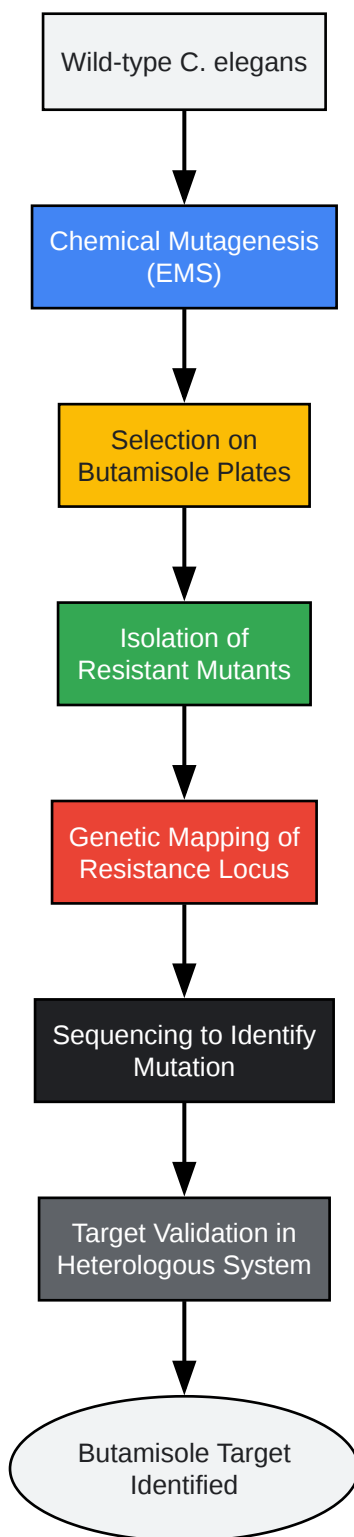 Wild-type C. elegans
Chemical Mutagenesis
(EMS)
Selection on
Butamisole Plates
Isolation of
Resistant Mutants
Genetic Mapping of
Resistance Locus
Sequencing to Identify
Mutation
Target Validation in
Heterologous System
Butamisole Target
Identified